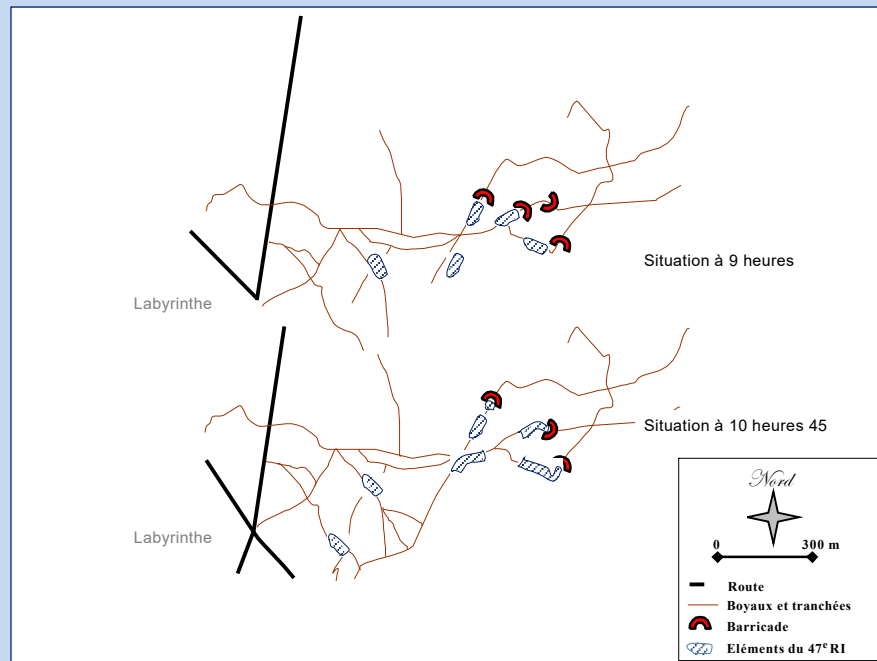 Situation à 9 heures
Labyrinthe
Situation à 10 heures 45
Labyrinthe
Nord
0 300 m
Route
Boyaux et tranchées
Barricade
Eléments du 47e RI